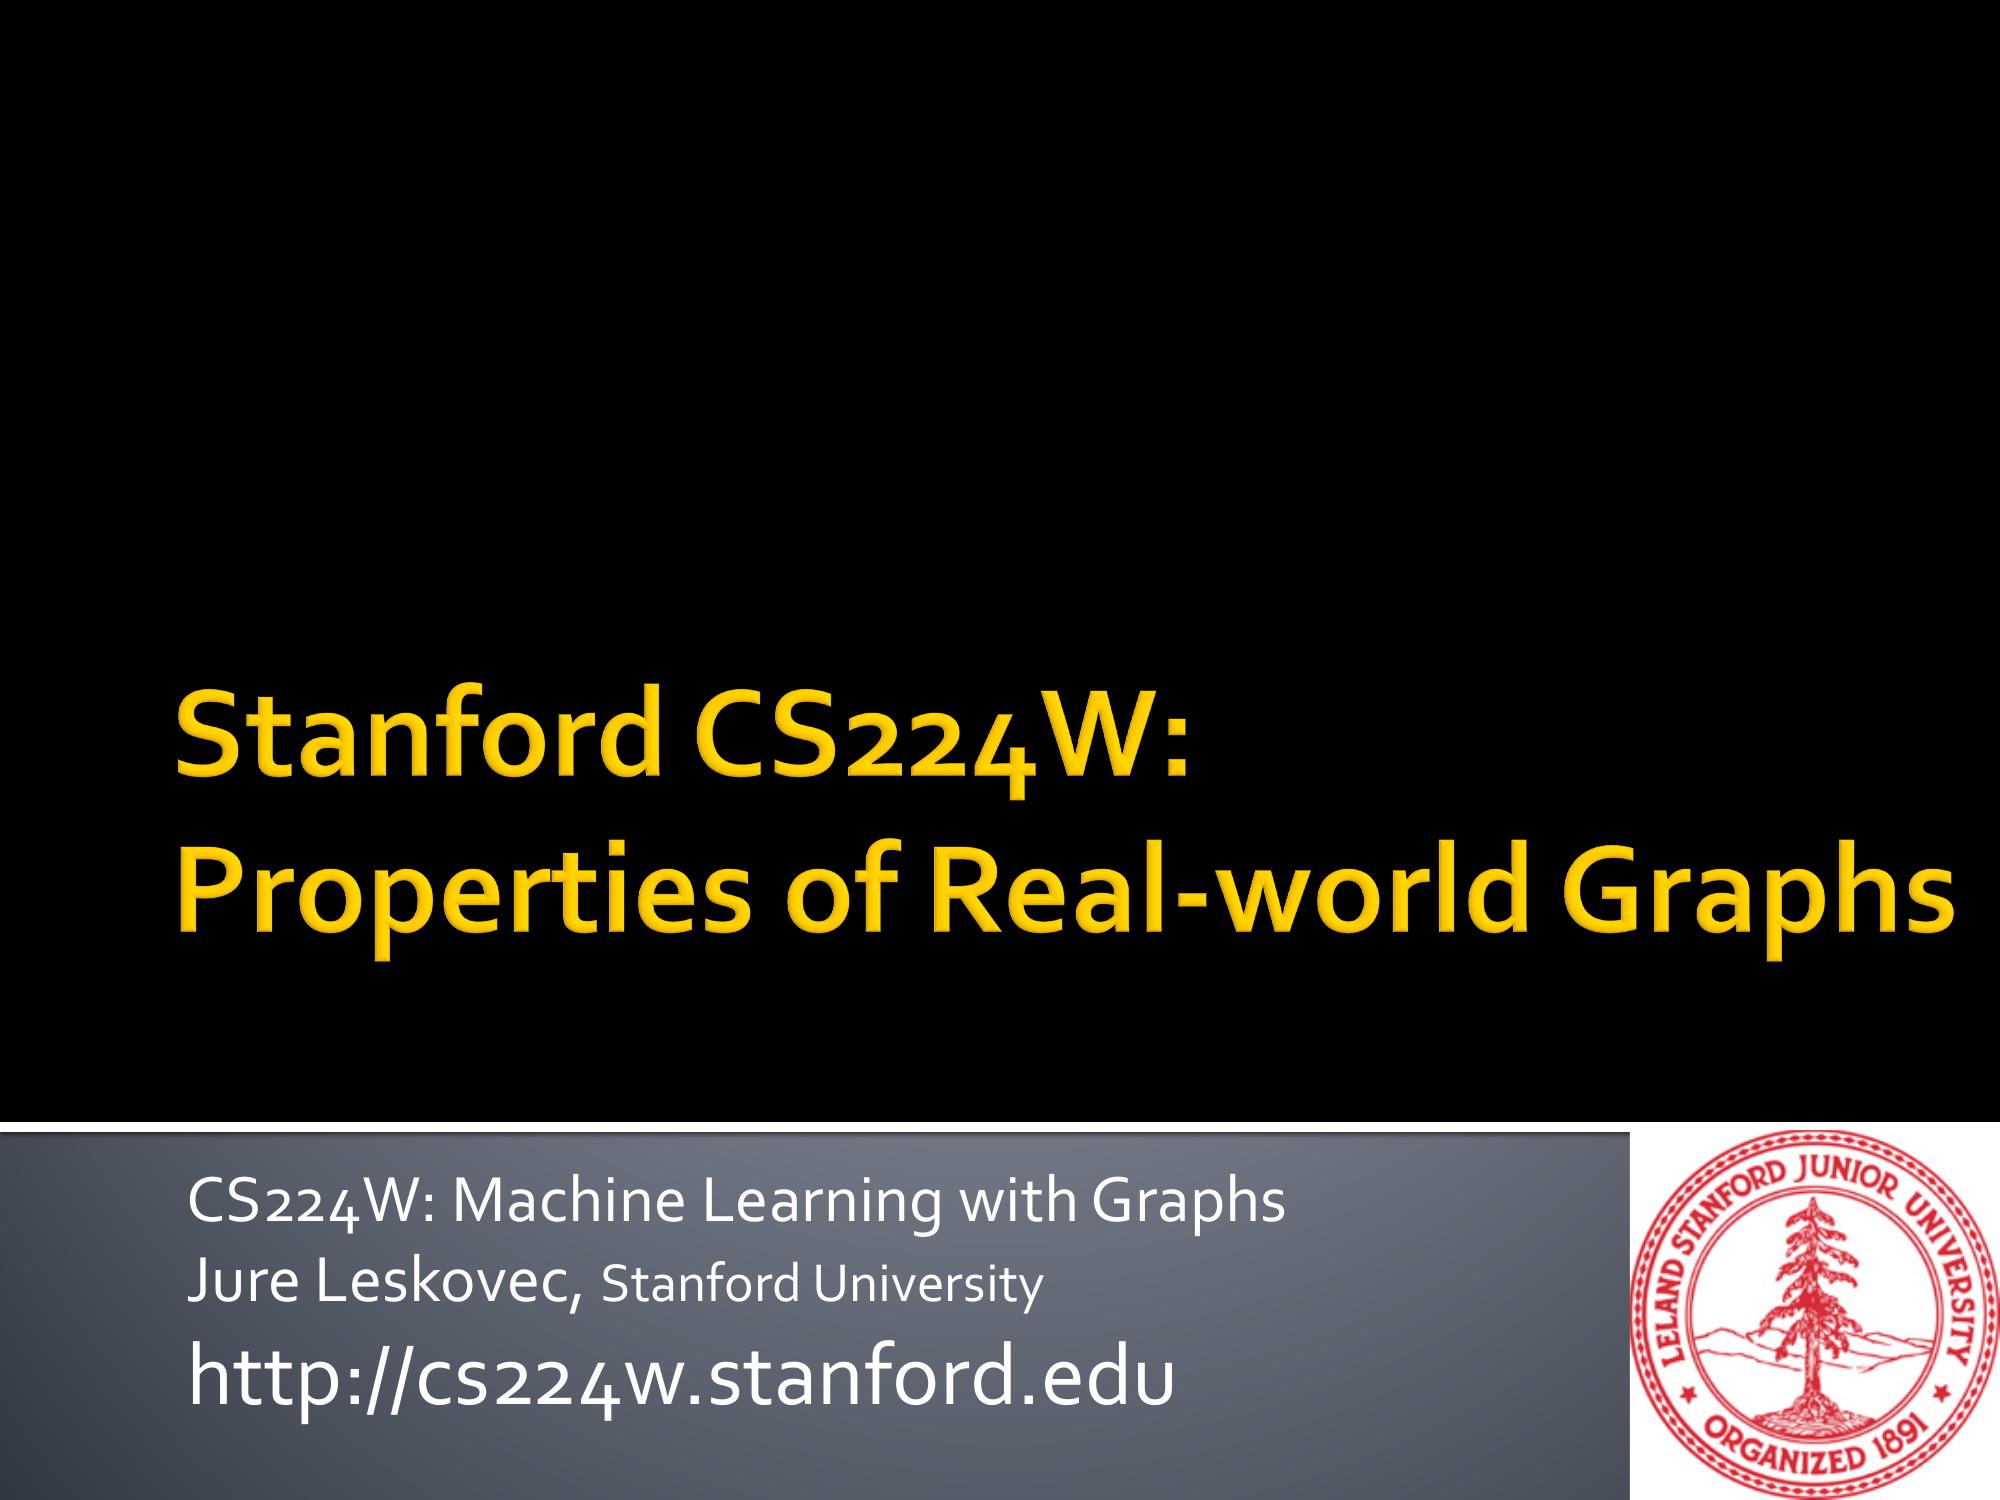 Stanford CS224W:
Properties of Real-world Graphs
CS224W: Machine Learning with Graphs
Jure Leskovec, Stanford University
http://cs224w.stanford.edu
LELAND STANFORD JUNIOR UNIVERSITY
ORGANIZED 1891